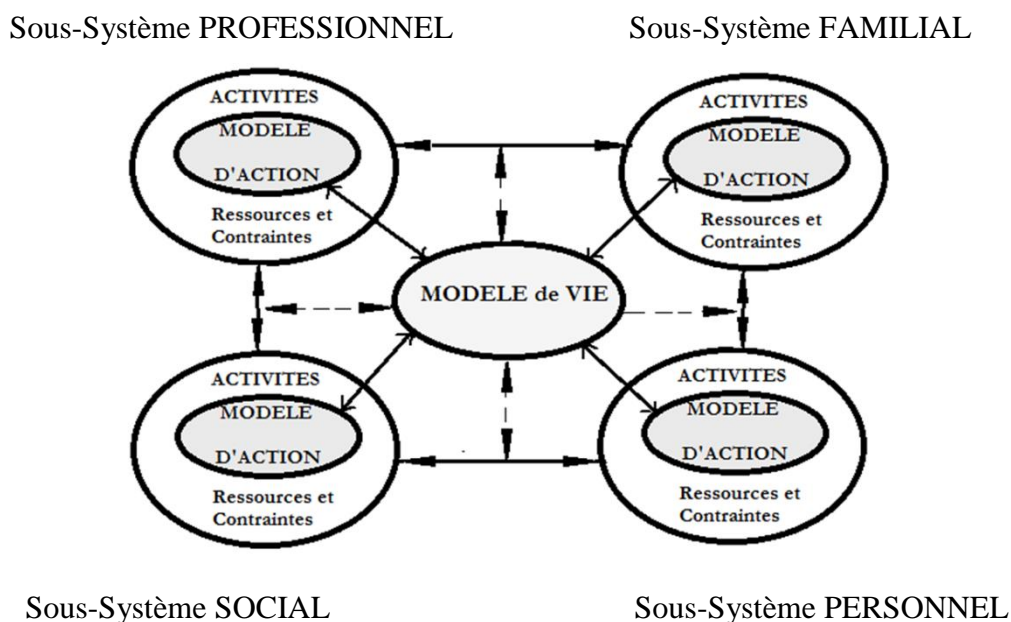 Sous-Système PROFESSIONNEL
Sous-Système FAMILIAL
ACTIVITES
MODELE
D'ACTION
Ressources et
Contraintes
ACTIVITES
MODELE
D'ACTION
Ressources et
Contraintes
MODELE de VIE
ACTIVITES
MODELE
D'ACTION
Ressources et
Contraintes
ACTIVITES
MODELE
D'ACTION
Ressources et
Contraintes
Sous-Système SOCIAL
Sous-Système PERSONNEL